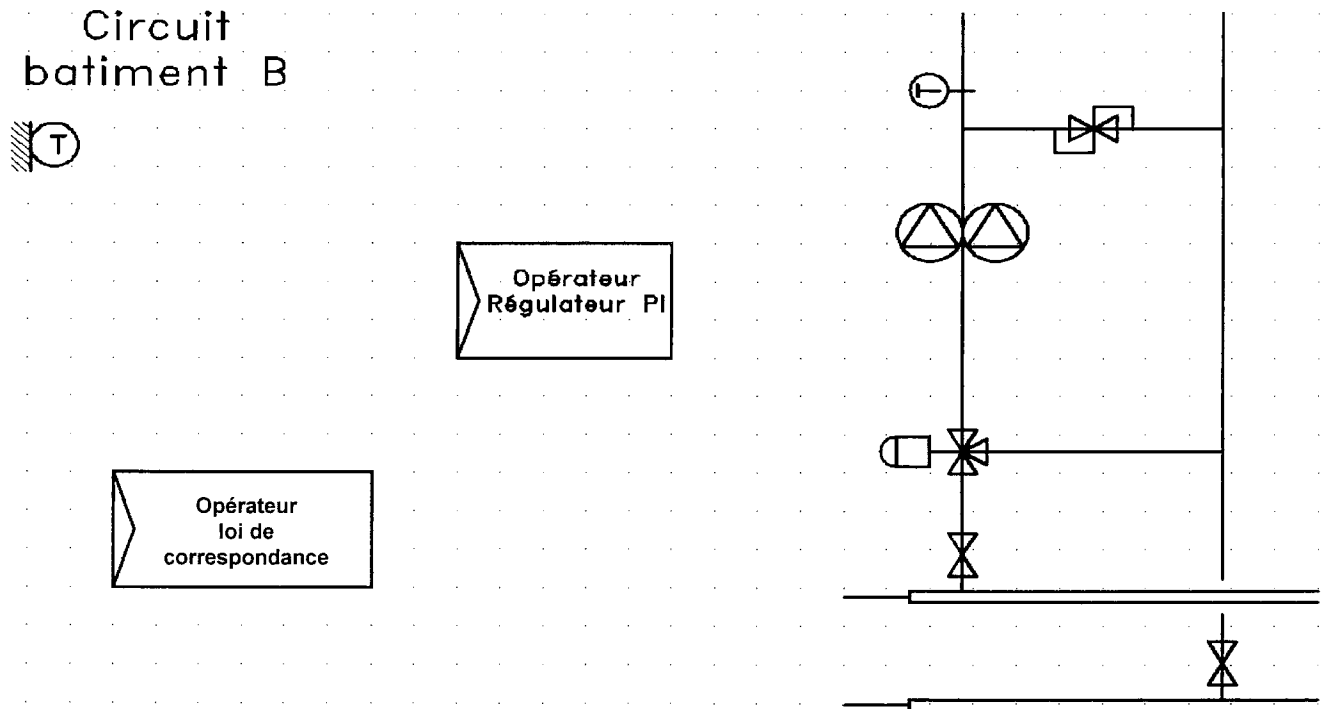 Circuit
batiment B
T
T
Opérateur
Régulateur PI
Opérateur
loi de
correspondance